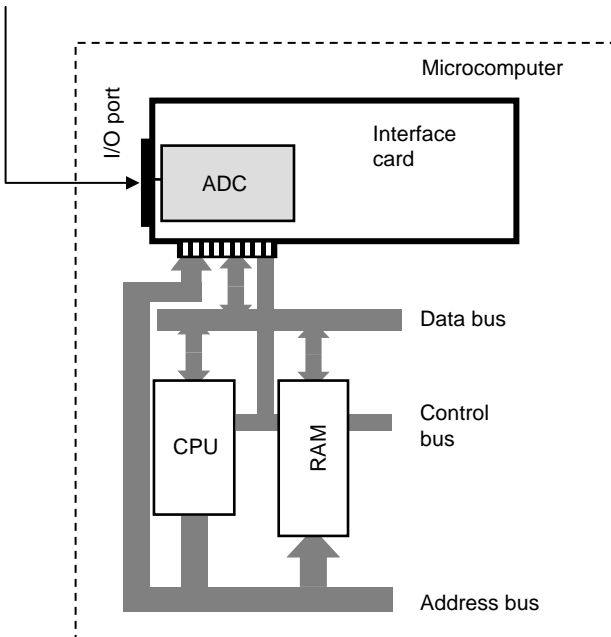 Microcomputer
I/O port
Interface
card
ADC
Data bus
CPU
RAM
Control
bus
Address bus